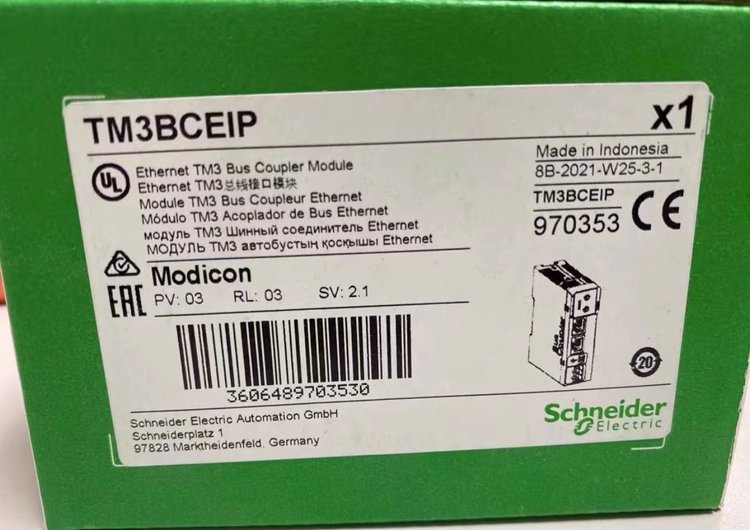 TM3BCEIP
x1
UL
Ethernet TM3 Bus Coupler Module
Ethernet TM3总线接口模块
Module TM3 Bus Coupleur Ethernet
Módulo TM3 Acoplador de Bus Ethernet
модуль TM3 Шинный соединитель Ethernet
МОДУЛЬ TM3 автобустың қосқышы Ethernet
Made in Indonesia
8B-2021-W25-3-1
TM3BCEIP
970353
CE
EAC
Modicon
PV: 03 RL: 03 SV: 2.1
3606489703530
20
Schneider Electric Automation GmbH
Schneiderplatz 1
97828 Marktheidenfeld, Germany
Schneider
Electric